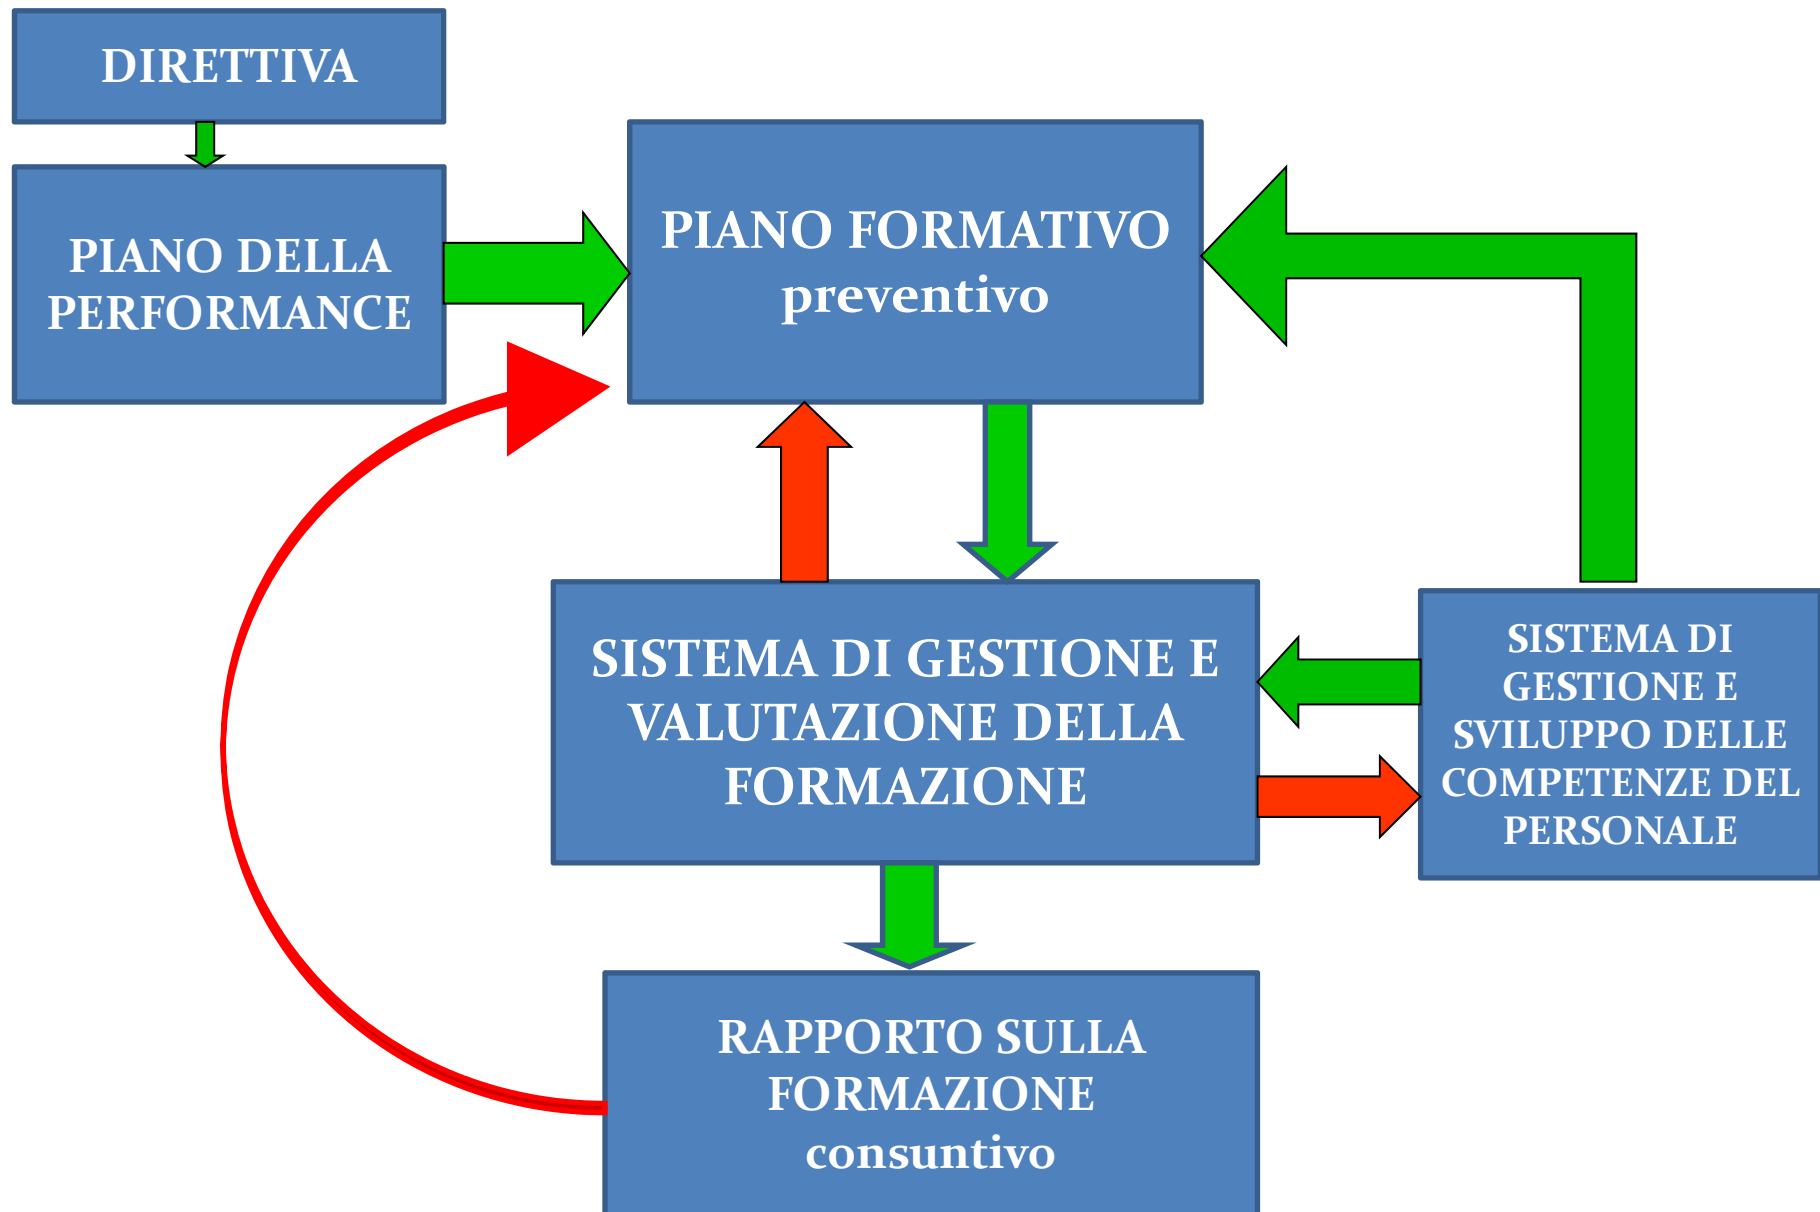 DIRETTIVA
PIANO DELLA
PERFORMANCE
PIANO FORMATIVO
preventivo
SISTEMA DI GESTIONE E
VALUTAZIONE DELLA
FORMAZIONE
SISTEMA DI
GESTIONE E
SVILUPPO DELLE
COMPETENZE DEL
PERSONALE
RAPPORTO SULLA
FORMAZIONE
consuntivo